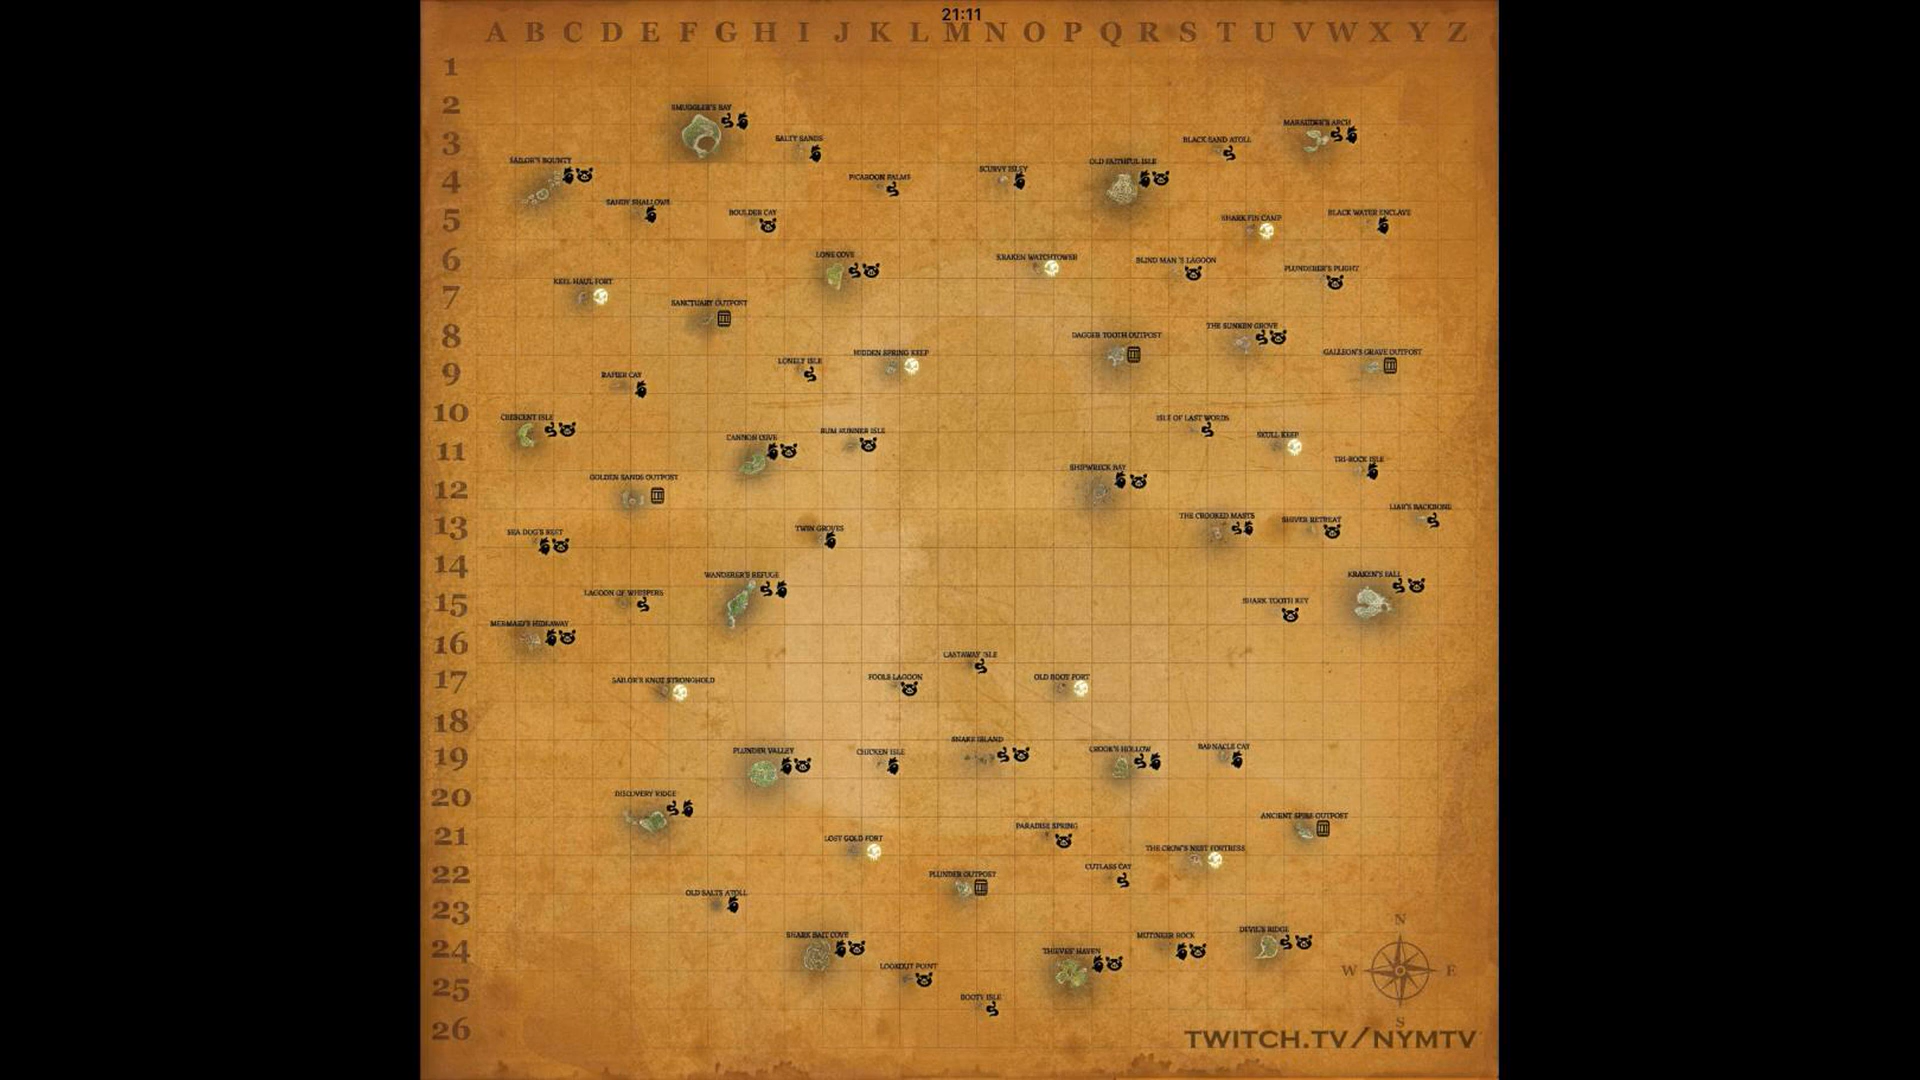 21:11
A B C D E F G H I J K L M N O P Q R S T U V W X Y Z
1
2
SMUGGLER'S BAY
MARAUDER'S ARCH
3
SALTY SANDS
BLACK SAND ATOLL
SAILOR'S BOUNTY
OLD FAITHFUL ISLE
SCURVY ISLEY
4
PICAROON PALMS
SANDY SHALLOWS
BOULDER CAY
SHARK FIN CAMP
BLACK WATER ENCLAVE
5
LONE COVE
KRAKEN WATCHTOWER
BLIND MAN'S LAGOON
PLUNDERER'S PLIGHT
6
KEEL HAUL FORT
7
SANCTUARY OUTPOST
THE SUNKEN GROVE
8
DAGGER TOOTH OUTPOST
HIDDEN SPRING KEEP
GALLEON'S GRAVE OUTPOST
LONELY ISLE
9
RAPIER CAY
10
CRESCENT ISLE
ISLE OF LAST WORDS
RUM RUNNER ISLE
CANNON COVE
SKULL KEEP
11
TRI-ROCK ISLE
SHIPWRECK BAY
GOLDEN SANDS OUTPOST
12
LIAR'S BACKBONE
THE CROOKED MASTS
SHIVER RETREAT
13
SEA DOG'S REST
TWIN GROVES
14
WANDERER'S REFUGE
KRAKEN'S FALL
LAGOON OF WHISPERS
SHARK TOOTH KEY
15
MERMAID'S HIDEAWAY
16
CASTAWAY ISLE
17
SAILOR'S KNOT STRONGHOLD
FOOLS LAGOON
OLD BOOT FORT
18
SNAKE ISLAND
PLUNDER VALLEY
CHICKEN ISLE
CROOK'S HOLLOW
BARNACLE CAY
19
DISCOVERY RIDGE
20
ANCIENT SPIRE OUTPOST
PARADISE SPRING
21
LOST GOLD FORT
THE CROW'S NEST FORTRESS
CUTLASS CAY
22
PLUNDER OUTPOST
OLD SALTS ATOLL
23
N
SHARK BAIT COVE
MUTINEER ROCK
DEVIL'S RIDGE
24
THIEVES' HAVEN
LOOKOUT POINT
W E
25
BOOTY ISLE
S
26
TWITCH.TV/NYMTV